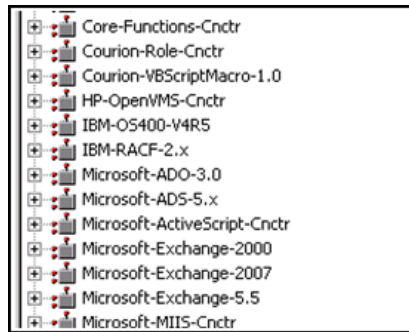 Core-Functions-Cnctr
Courion-Role-Cnctr
Courion-VBScriptMacro-1.0
HP-OpenVMS-Cnctr
IBM-OS400-V4R5
IBM-RACF-2.x
Microsoft-ADO-3.0
Microsoft-ADS-5.x
Microsoft-ActiveScript-Cnctr
Microsoft-Exchange-2000
Microsoft-Exchange-2007
Microsoft-Exchange-5.5
Microsoft-MIIS-Cnctr